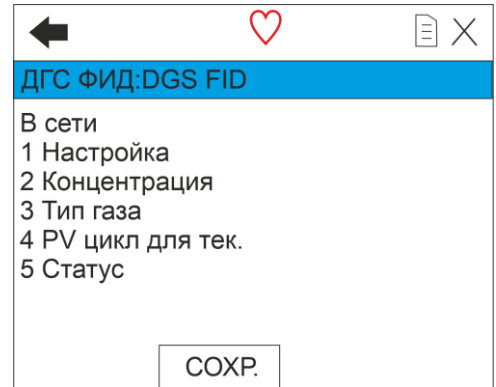 ДГС ФИД:DGS FID
В сети
1 Настройка
2 Концентрация
3 Тип газа
4 PV цикл для тек.
5 Статус
СОХР.